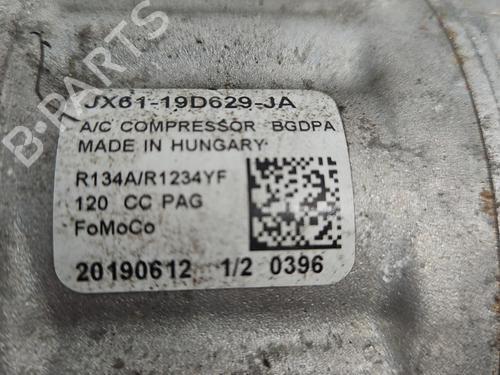 JX61-19D629-JA
A/C COMPRESSOR BGDPA
MADE IN HUNGARY
R134A/R1234YF
120 CC PAG
FoMoCo
20190612 1/2 0396
B-PARTS